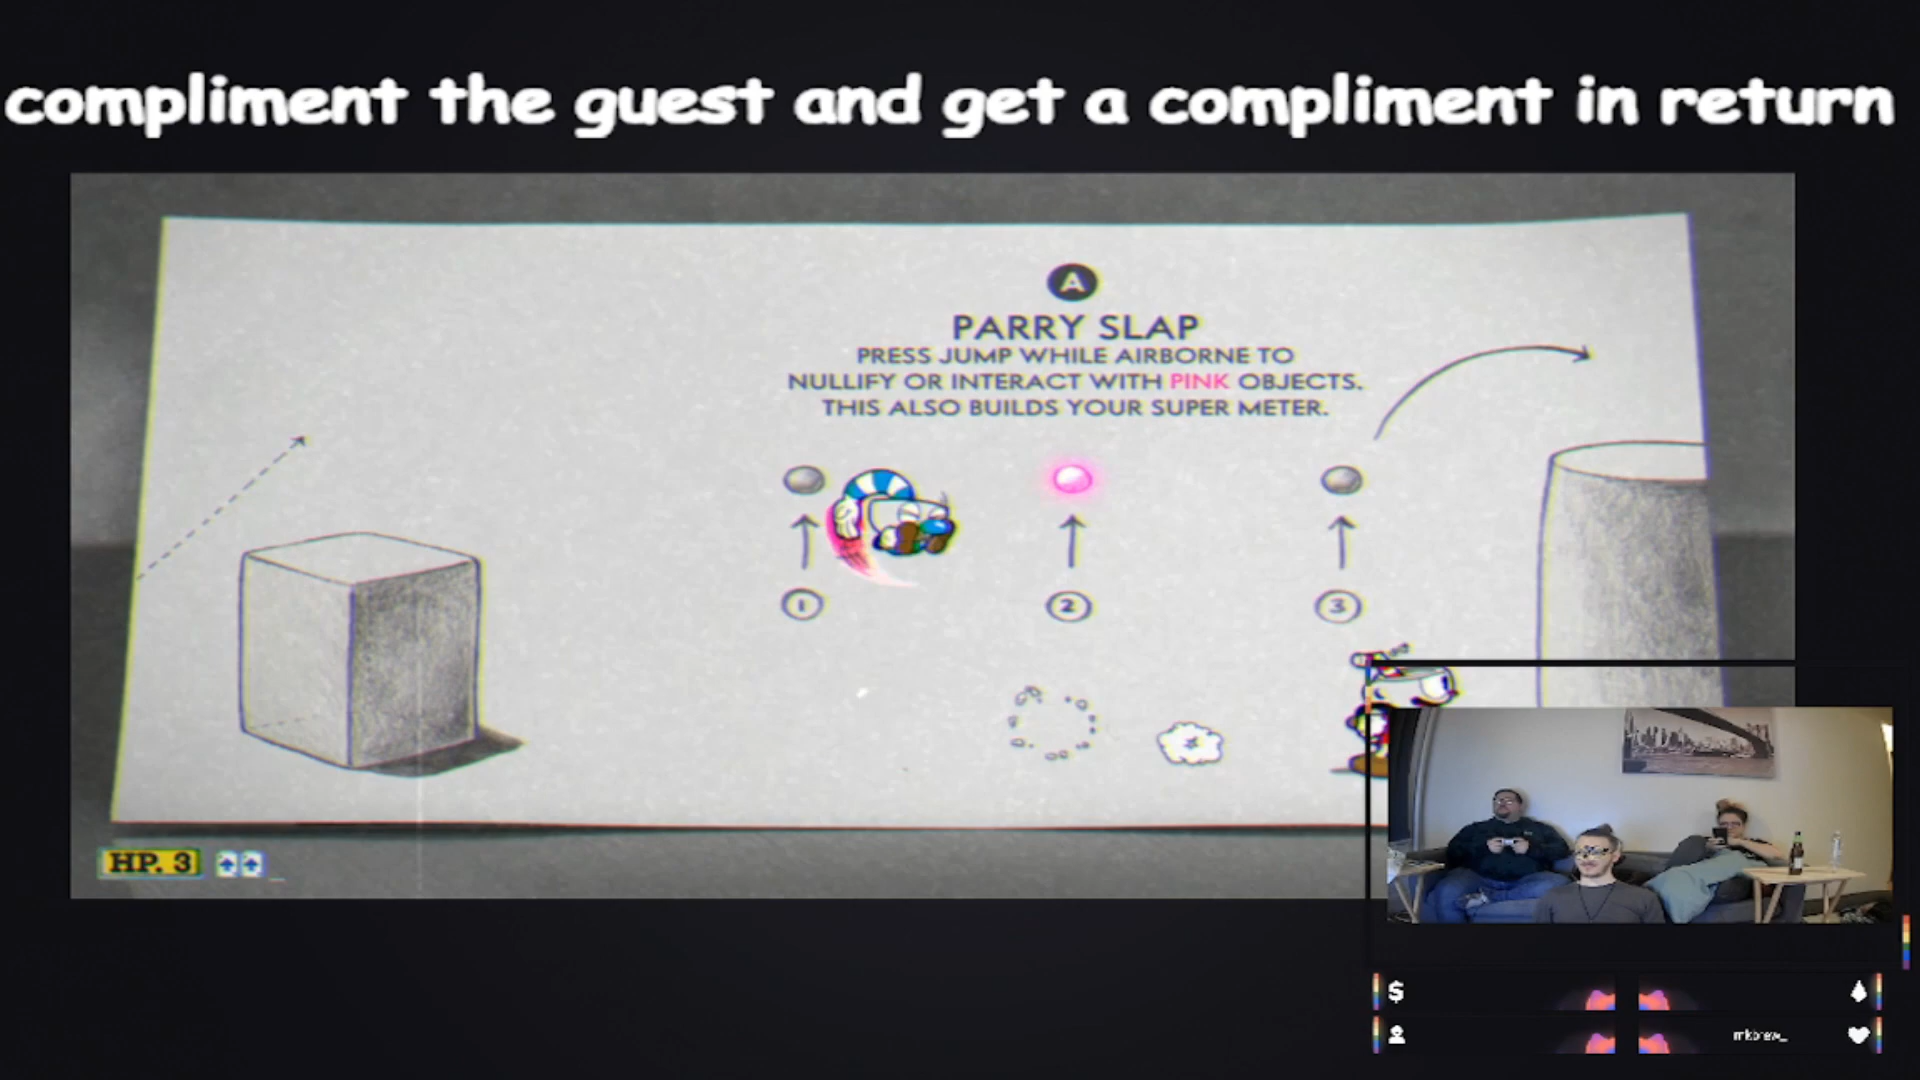 compliment the guest and get a compliment in return
A
PARRY SLAP
PRESS JUMP WHILE AIRBORNE TO
NULLIFY OR INTERACT WITH PINK OBJECTS.
THIS ALSO BUILDS YOUR SUPER METER.
1 2 3
HP. 3
$
mkbrew_